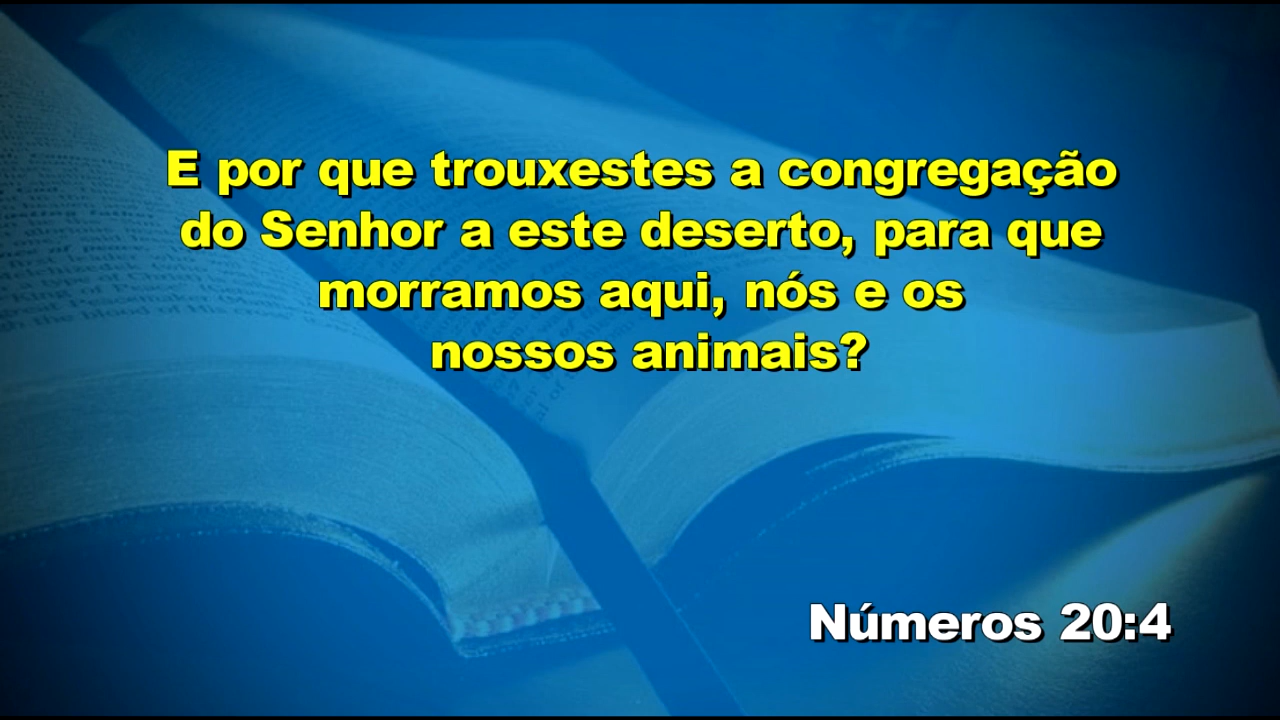 E por que trouxestes a congregação
do Senhor a este deserto, para que
morramos aqui, nós e os
nossos animais?
Números 20:4